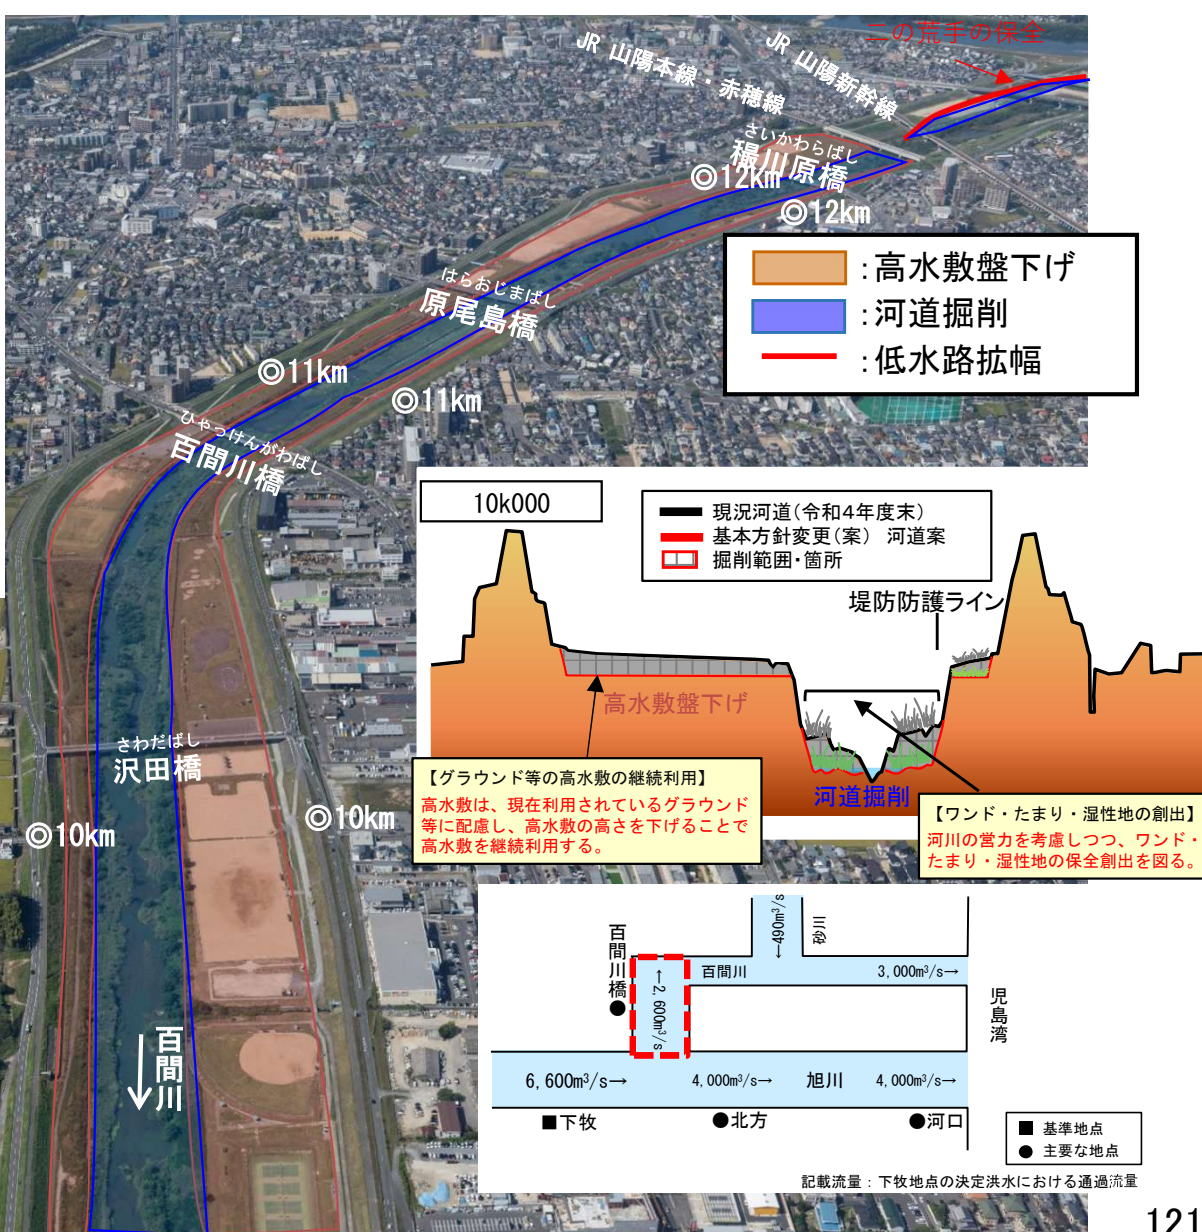 二の荒手の保全
JR 山陽本線・赤穂線
JR 山陽新幹線
さいかわらばし
穝川原橋
◎12km
◎12km
:高水敷盤下げ
:河道掘削
:低水路拡幅
はらおじまばし
原尾島橋
◎11km
◎11km
ひゃっけんがわばし
百間川橋
10k000
現況河道(令和4年度末)
基本方針変更(案) 河道案
掘削範囲・箇所
堤防防護ライン
高水敷盤下げ
河道掘削
さわだばし
沢田橋
◎10km
◎10km
【グラウンド等の高水敷の継続利用】
高水敷は、現在利用されているグラウンド
等に配慮し、高水敷の高さを下げることで
高水敷を継続利用する。
【ワンド・たまり・湿性地の創出】
河川の営力を考慮しつつ、ワンド・
たまり・湿性地の保全創出を図る。
百間川
百間川橋
←2,600m³/s
←490m³/s
砂川
百間川
3,000m³/s→
児島湾
6,600m³/s→
4,000m³/s→
旭川
4,000m³/s→
■下牧
●北方
●河口
■ 基準地点
● 主要な地点
記載流量:下牧地点の決定洪水における通過流量
121